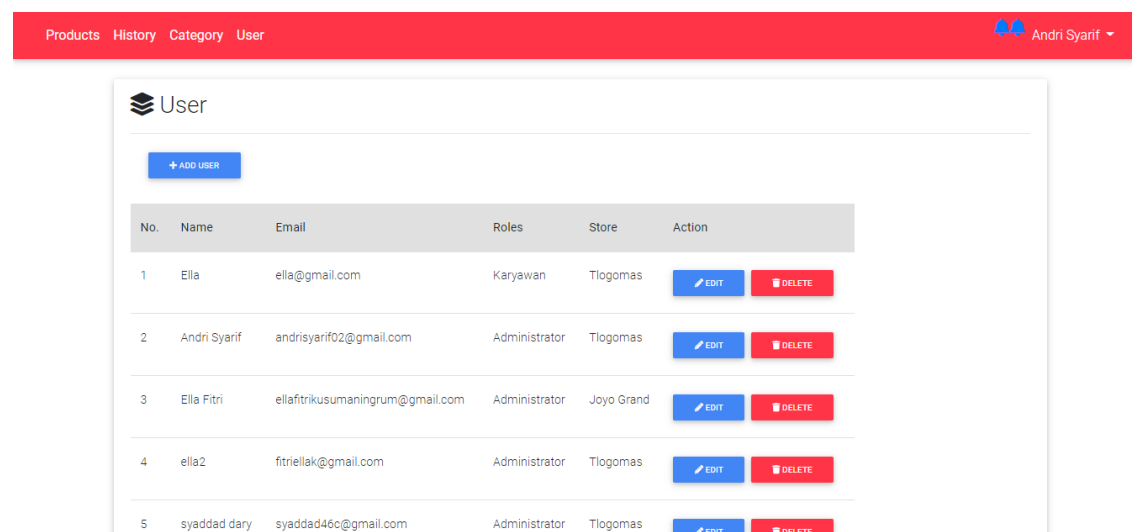 Products History Category User Andri Syarif
User
+ ADD USER
No. Name Email Roles Store Action
1 Ella ella@gmail.com Karyawan Tlogomas EDIT DELETE
2 Andri Syarif andrisyarif02@gmail.com Administrator Tlogomas EDIT DELETE
3 Ella Fitri ellafitrikusumaningrum@gmail.com Administrator Joyo Grand EDIT DELETE
4 ella2 fitriellak@gmail.com Administrator Tlogomas EDIT DELETE
5 syaddad dary syaddad46c@gmail.com Administrator Tlogomas EDIT DELETE